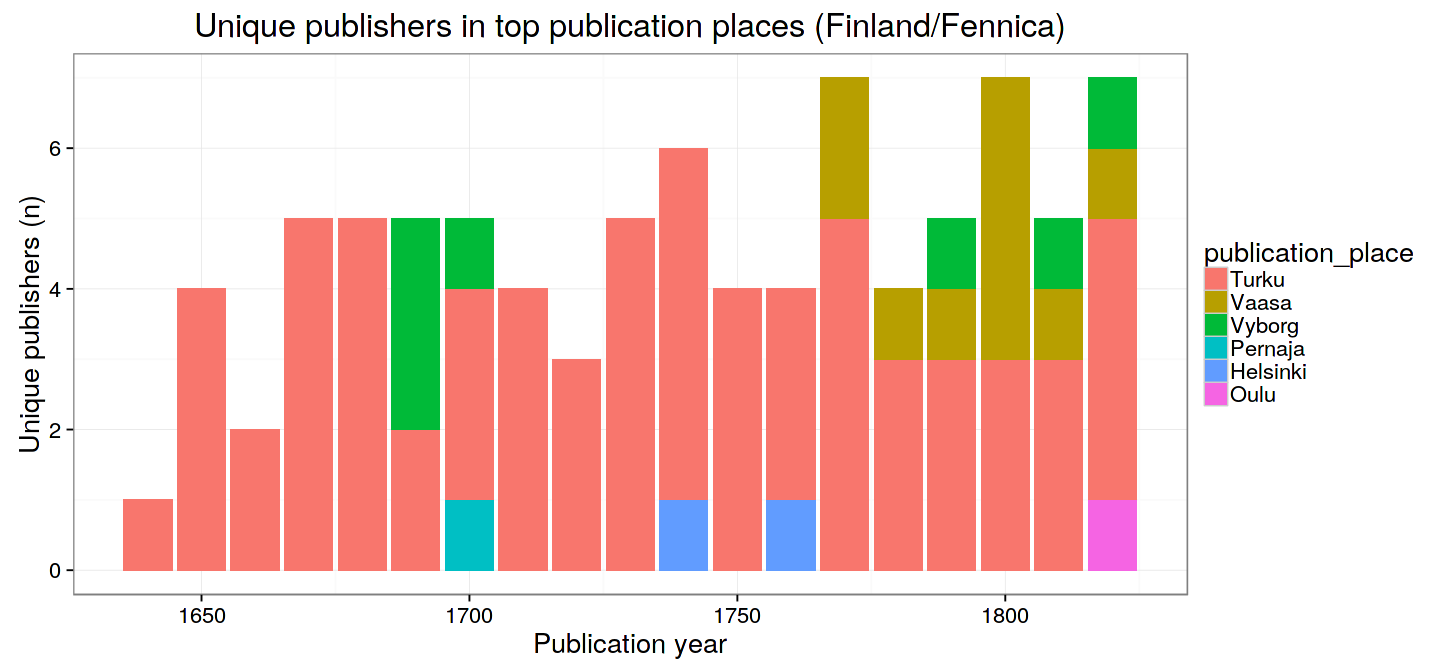 Unique publishers in top publication places (Finland/Fennica)
Unique publishers (n)
6
4
2
0
1650
1700
1750
1800
Publication year
publication_place
Turku
Vaasa
Vyborg
Pernaja
Helsinki
Oulu